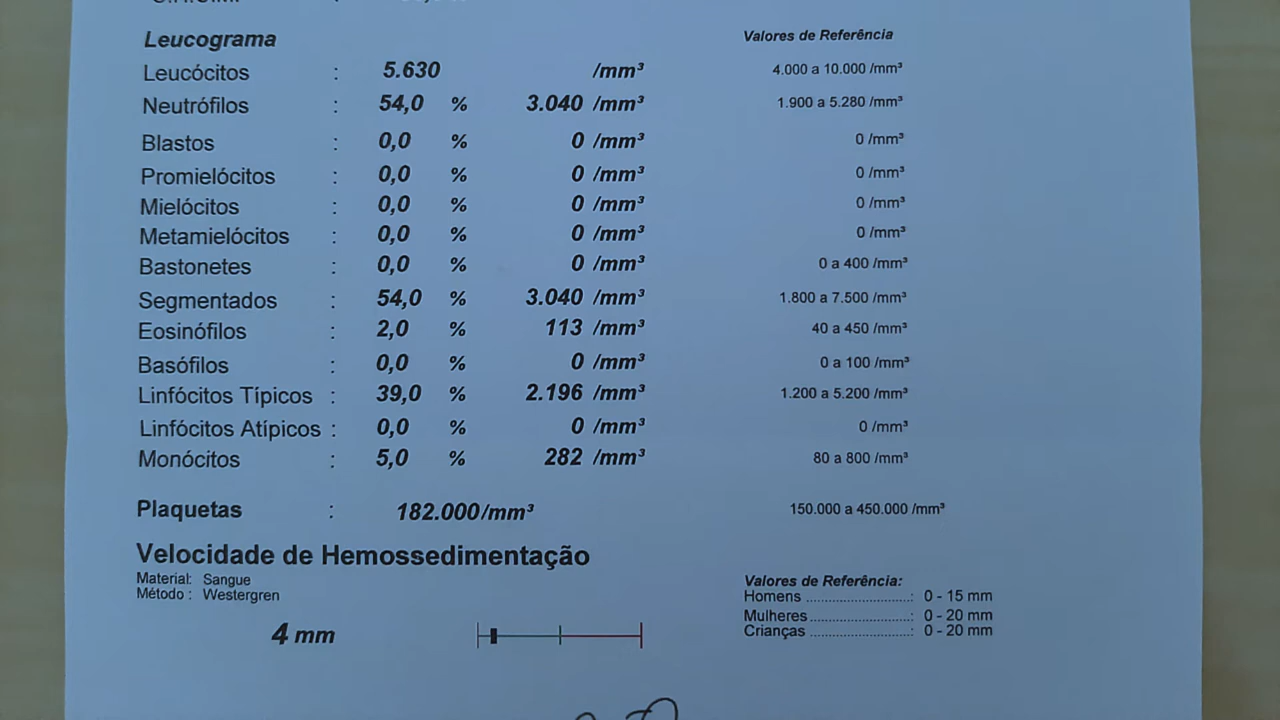 Leucograma Valores de Referência
Leucócitos : 5.630 /mm³ 4.000 a 10.000 /mm³
Neutrófilos : 54,0 % 3.040 /mm³ 1.900 a 5.280 /mm³
Blastos : 0,0 % 0 /mm³ 0 /mm³
Promielócitos : 0,0 % 0 /mm³ 0 /mm³
Mielócitos : 0,0 % 0 /mm³ 0 /mm³
Metamielócitos : 0,0 % 0 /mm³ 0 /mm³
Bastonetes : 0,0 % 0 /mm³ 0 a 400 /mm³
Segmentados : 54,0 % 3.040 /mm³ 1.800 a 7.500 /mm³
Eosinófilos : 2,0 % 113 /mm³ 40 a 450 /mm³
Basófilos : 0,0 % 0 /mm³ 0 a 100 /mm³
Linfócitos Típicos : 39,0 % 2.196 /mm³ 1.200 a 5.200 /mm³
Linfócitos Atípicos : 0,0 % 0 /mm³ 0 /mm³
Monócitos : 5,0 % 282 /mm³ 80 a 800 /mm³
Plaquetas : 182.000/mm³ 150.000 a 450.000 /mm³
Velocidade de Hemossedimentação
Material: Sangue
Método : Westergren
4 mm
Valores de Referência:
Homens ........................: 0 - 15 mm
Mulheres .......................: 0 - 20 mm
Crianças .......................: 0 - 20 mm